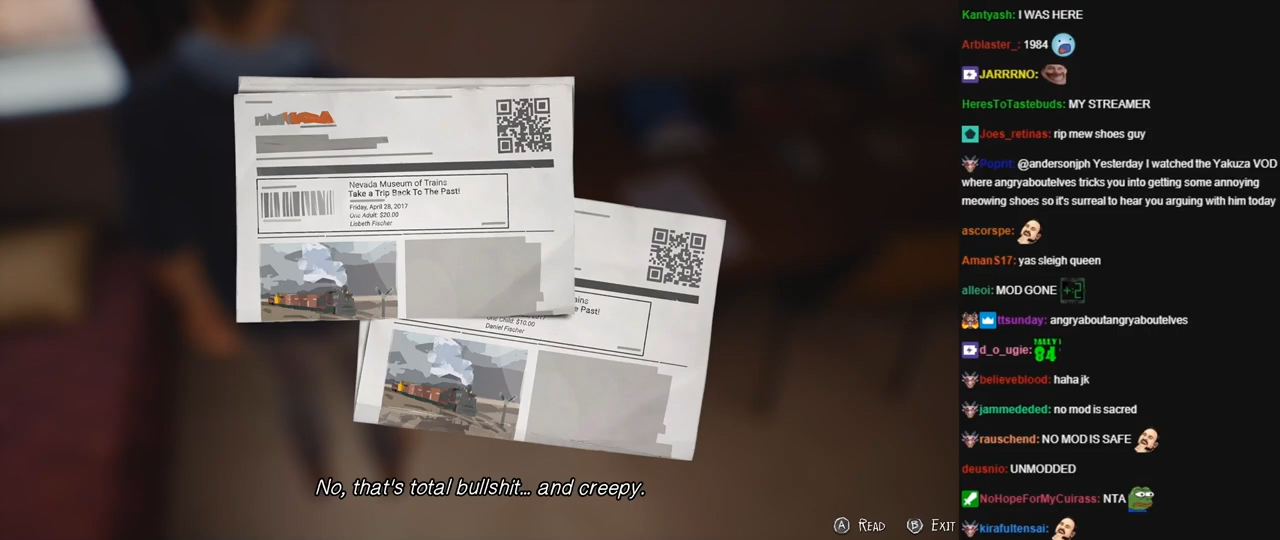 Nevada Museum of Trains
Take a Trip Back To The Past!
Friday, April 28, 2017
One Adult: $20.00
Lisbeth Fischer
ains
e Past!
One Child: $10.00
Daniel Fischer
No, that's total bullshit... and creepy.
A READ B EXIT
Kantyash: I WAS HERE
Arblaster_: 1984
JARRRNO:
HeresToTastebuds: MY STREAMER
Joes_retinas: rip mew shoes guy
Popnt: @andersonjph Yesterday I watched the Yakuza VOD
where angryaboutelves tricks you into getting some annoying
meowing shoes so it's surreal to hear you arguing with him today
ascorspe:
AmanS17: yas sleigh queen
alleoi: MOD GONE +2
ttsunday: angryaboutangryaboutelves
d_o_ugie: 84
believeblood: haha jk
jammededed: no mod is sacred
rauschend: NO MOD IS SAFE
deusnio: UNMODDED
NoHopeForMyCuirass: NTA
kirafultensai: